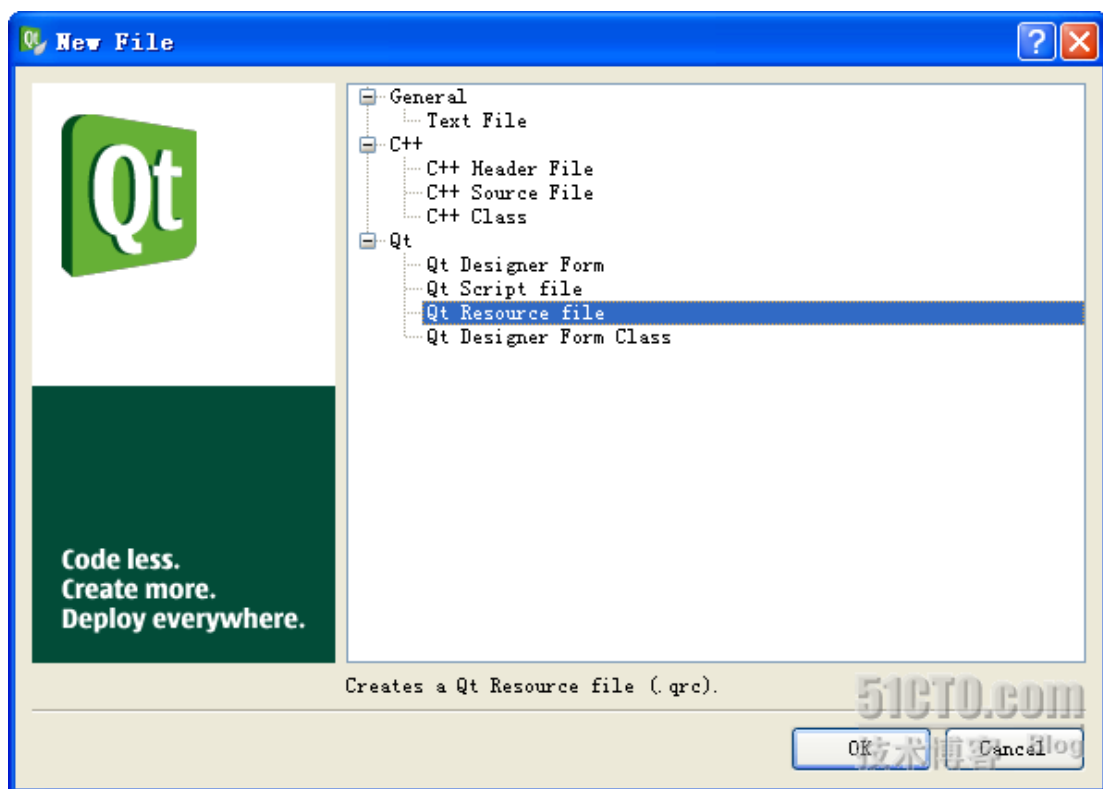 Qt New File
Qt
General
Text File
C++
C++ Header File
C++ Source File
C++ Class
Qt
Qt Designer Form
Qt Script file
Qt Resource file
Qt Designer Form Class
Code less.
Create more.
Deploy everywhere.
Creates a Qt Resource file (.qrc).
51CTO.com
技术博客 Blog
OK
Cancel